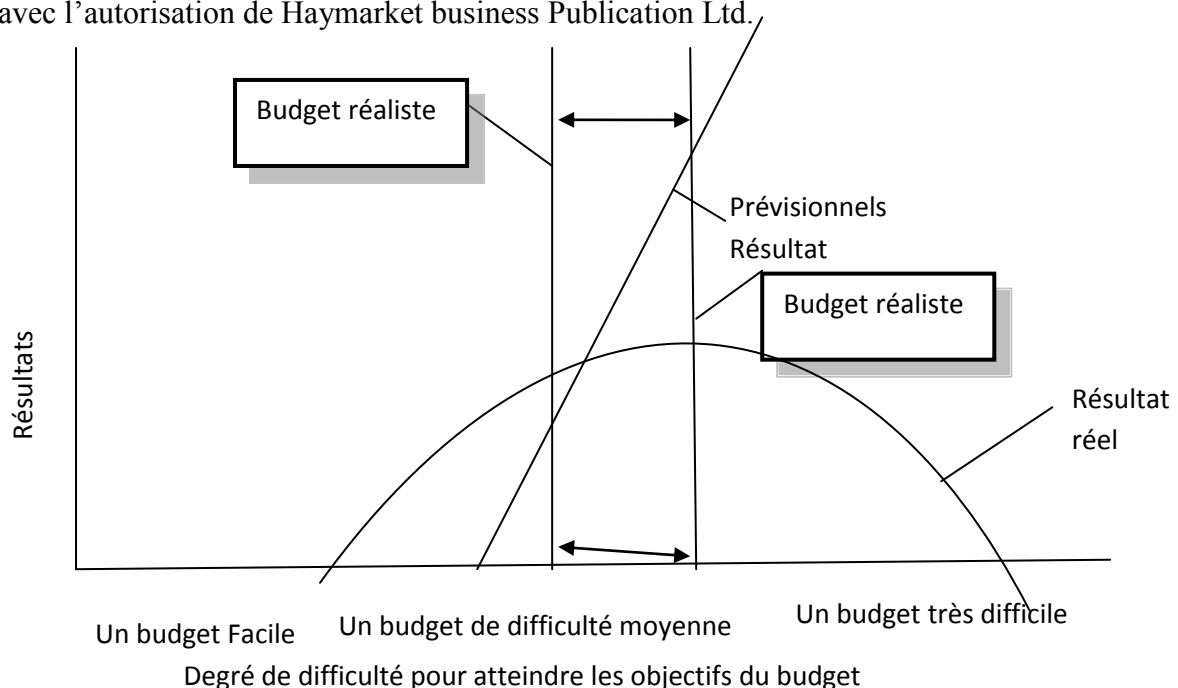 avec l’autorisation de Haymarket business Publication Ltd.
Budget réaliste
Prévisionnels
Résultat
Budget réaliste
Résultats
Résultat
réel
Un budget Facile
Un budget de difficulté moyenne
Un budget très difficile
Degré de difficulté pour atteindre les objectifs du budget